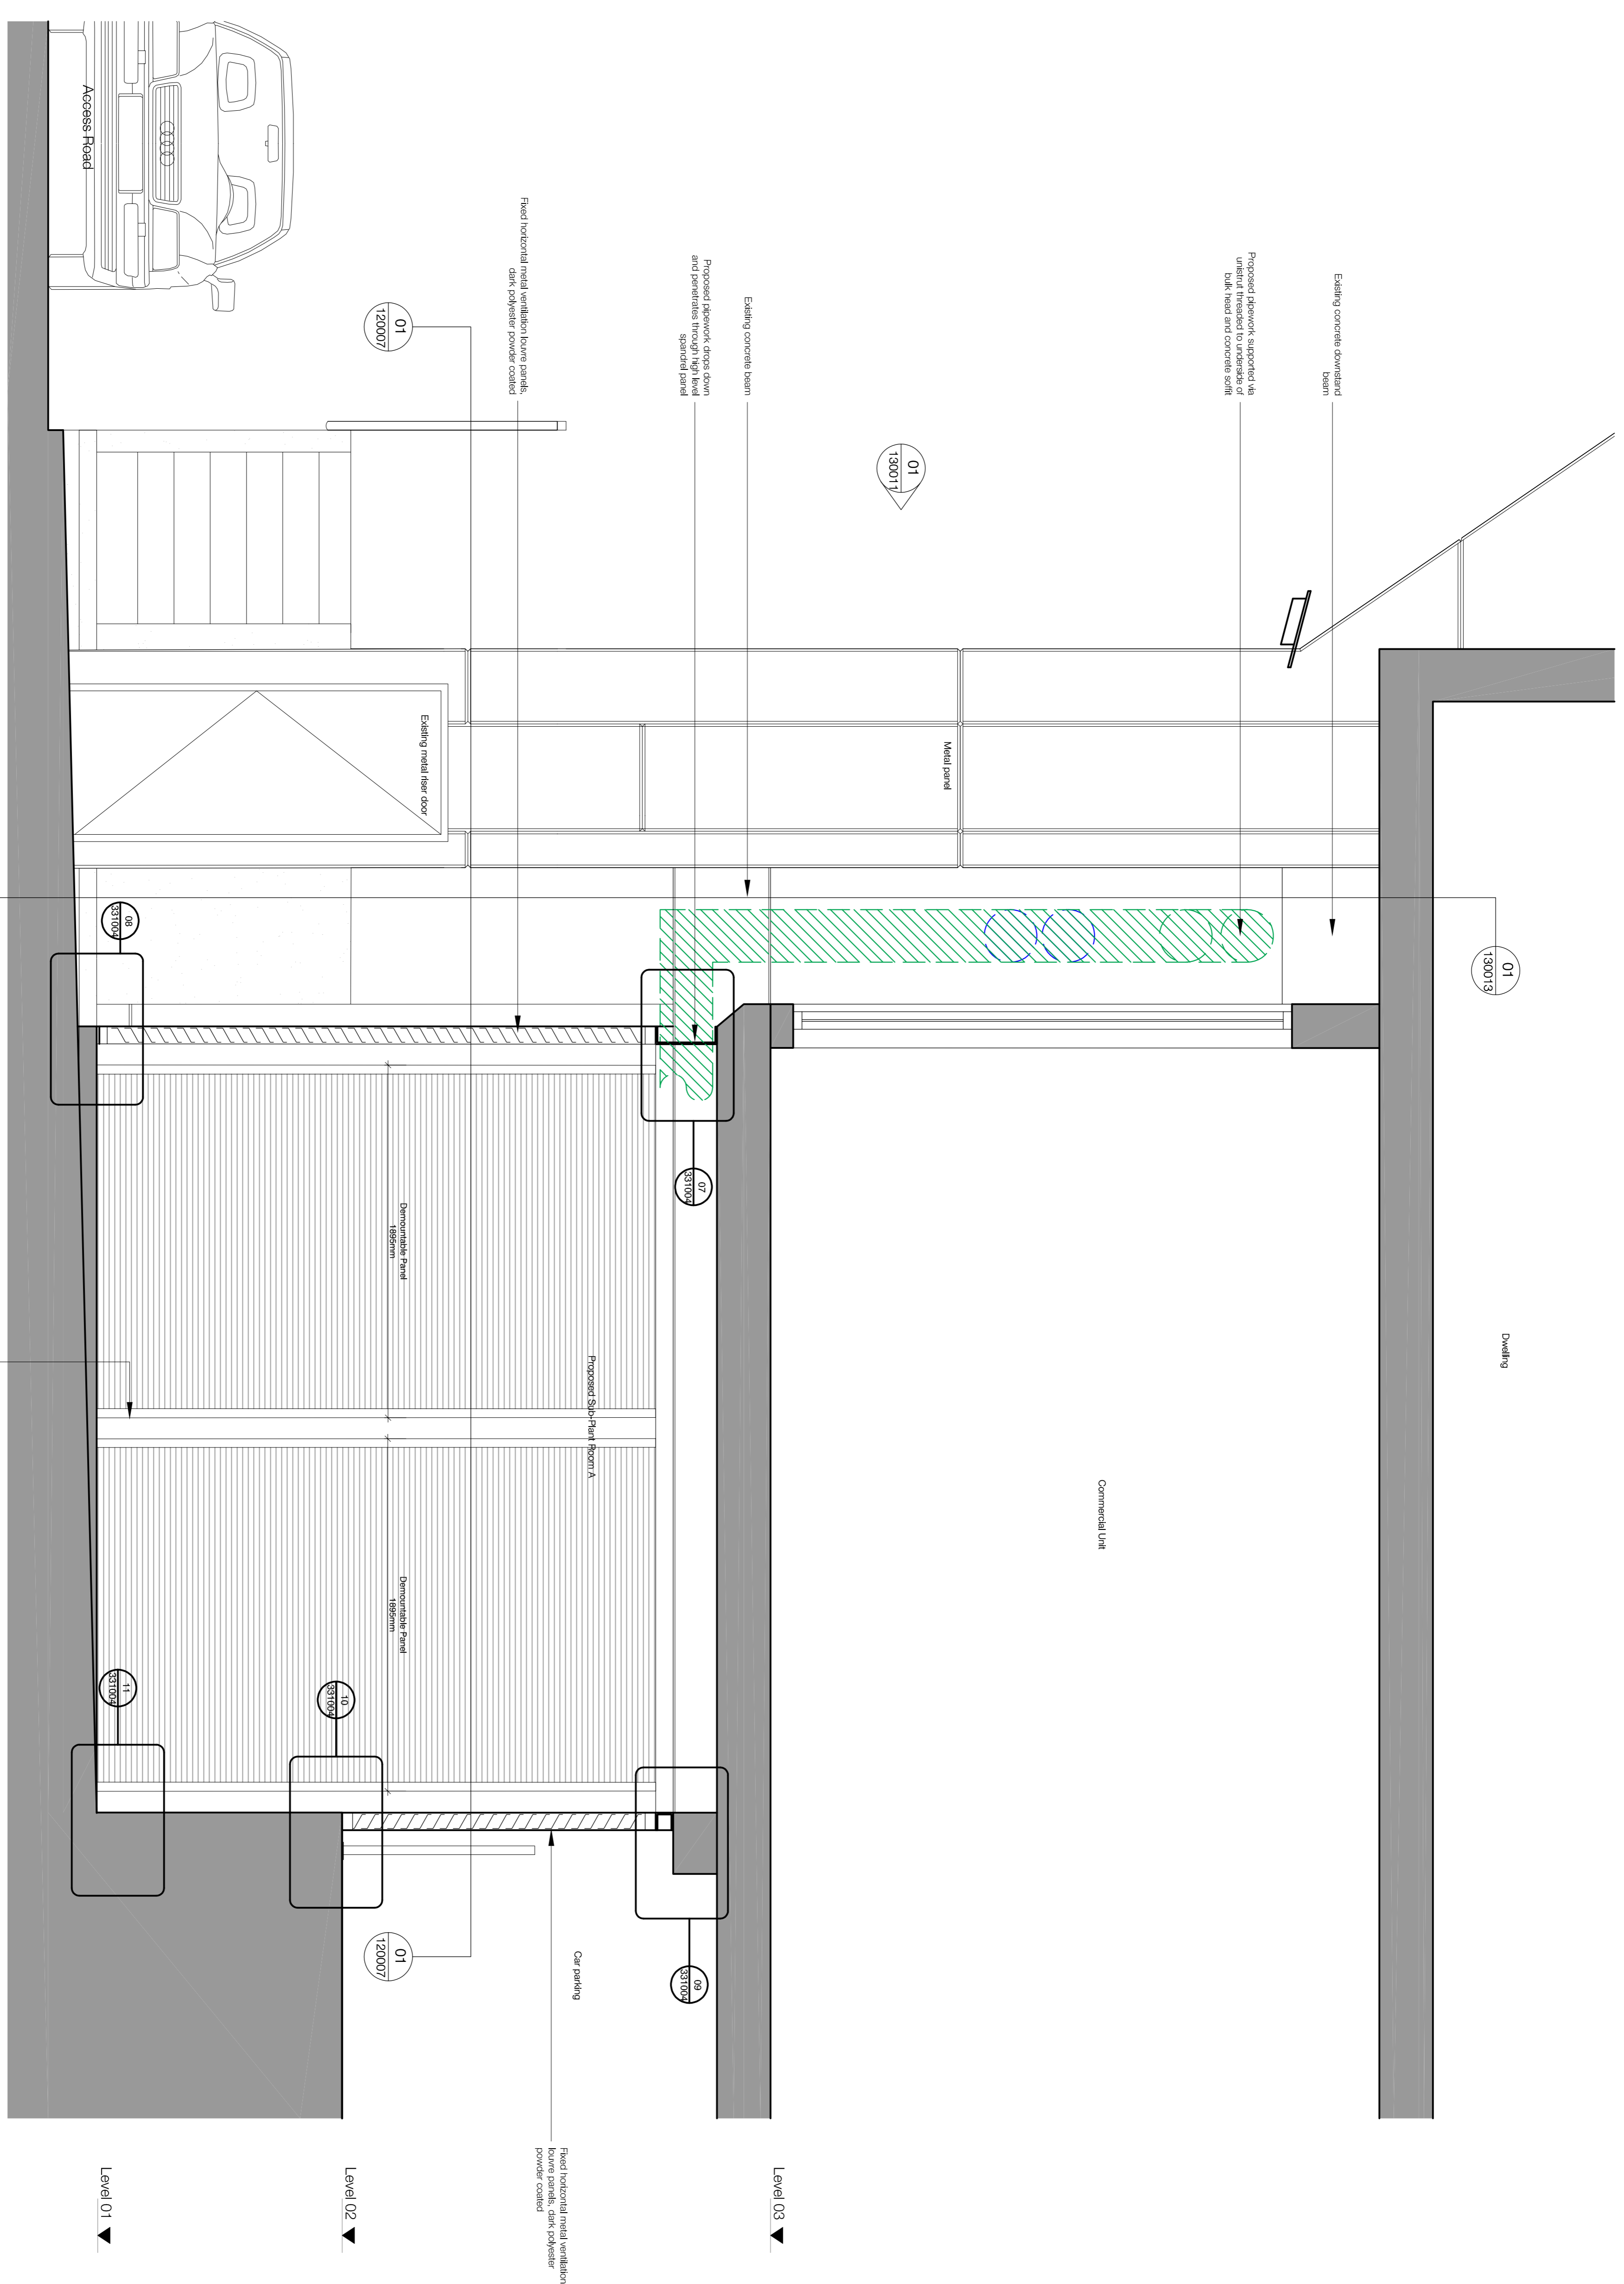 Dwelling
01
130013
Existing concrete downstand
beam
Proposed pipework supported via
unistrut threaded to underside of
bulk head and concrete soffit
Commercial Unit
Metal panel
01
130011
Level 03
Existing concrete beam
Proposed pipework drops down
and penetrates through high level
spandrel panel
07
331004
09
331004
Proposed Sub-Plant Room A
Car parking
Fixed horizontal metal ventilation louvre panels,
dark polyester powder coated
Fixed horizontal metal ventilation
louvre panels, dark polyester
powder coated
Existing metal riser door
Demountable Panel
1895mm
Demountable Panel
1895mm
01
120007
01
120007
10
331004
Level 02
08
331004
11
331004
Level 01
Access Road